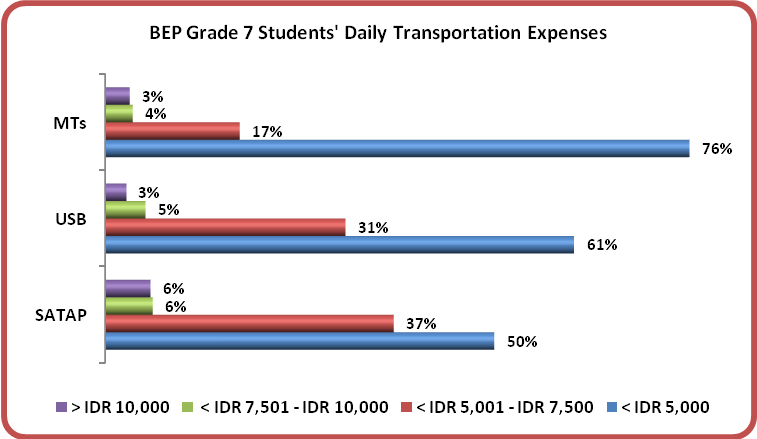 BEP Grade 7 Students' Daily Transportation Expenses
MTs
3%
4%
17%
76%
USB
3%
5%
31%
61%
SATAP
6%
6%
37%
50%
> IDR 10,000 < IDR 7,501 - IDR 10,000 < IDR 5,001 - IDR 7,500 < IDR 5,000